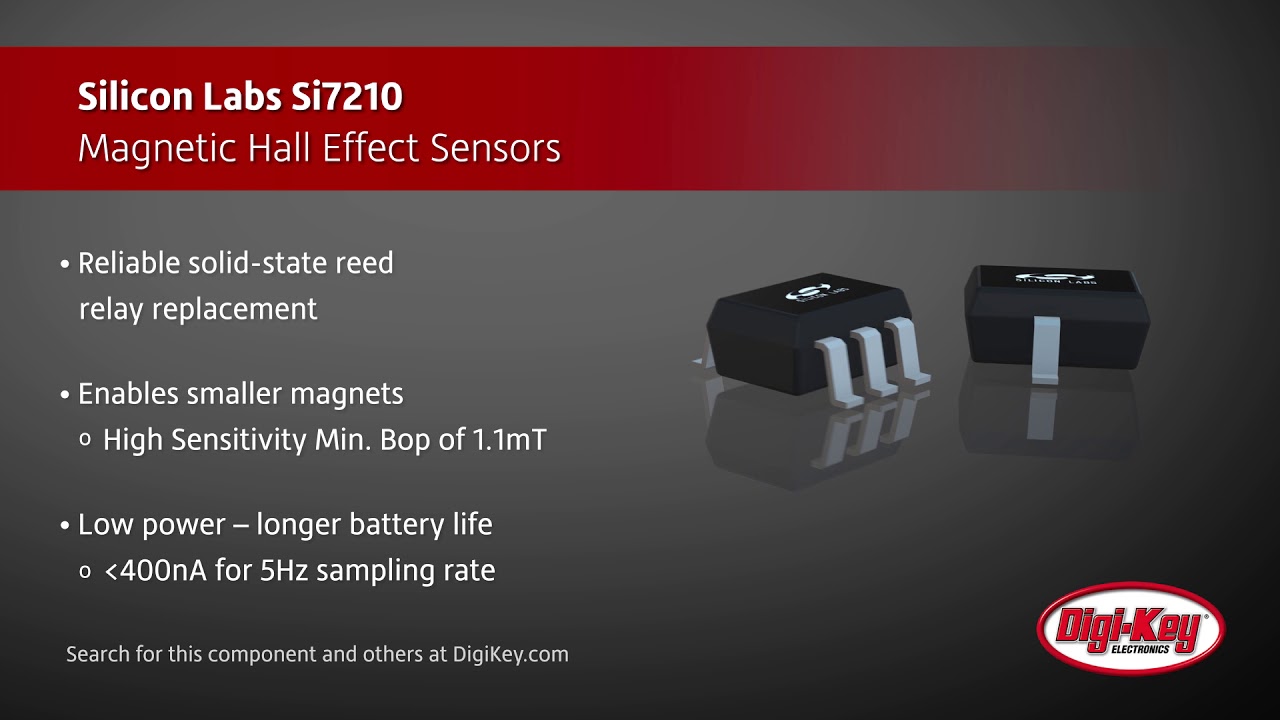 Silicon Labs Si7210
Magnetic Hall Effect Sensors
• Reliable solid-state reed
relay replacement
• Enables smaller magnets
o High Sensitivity Min. Bop of 1.1mT
• Low power – longer battery life
o <400nA for 5Hz sampling rate
Search for this component and others at DigiKey.com
SILICON LABS
SILICON LABS
Digi-Key®
ELECTRONICS